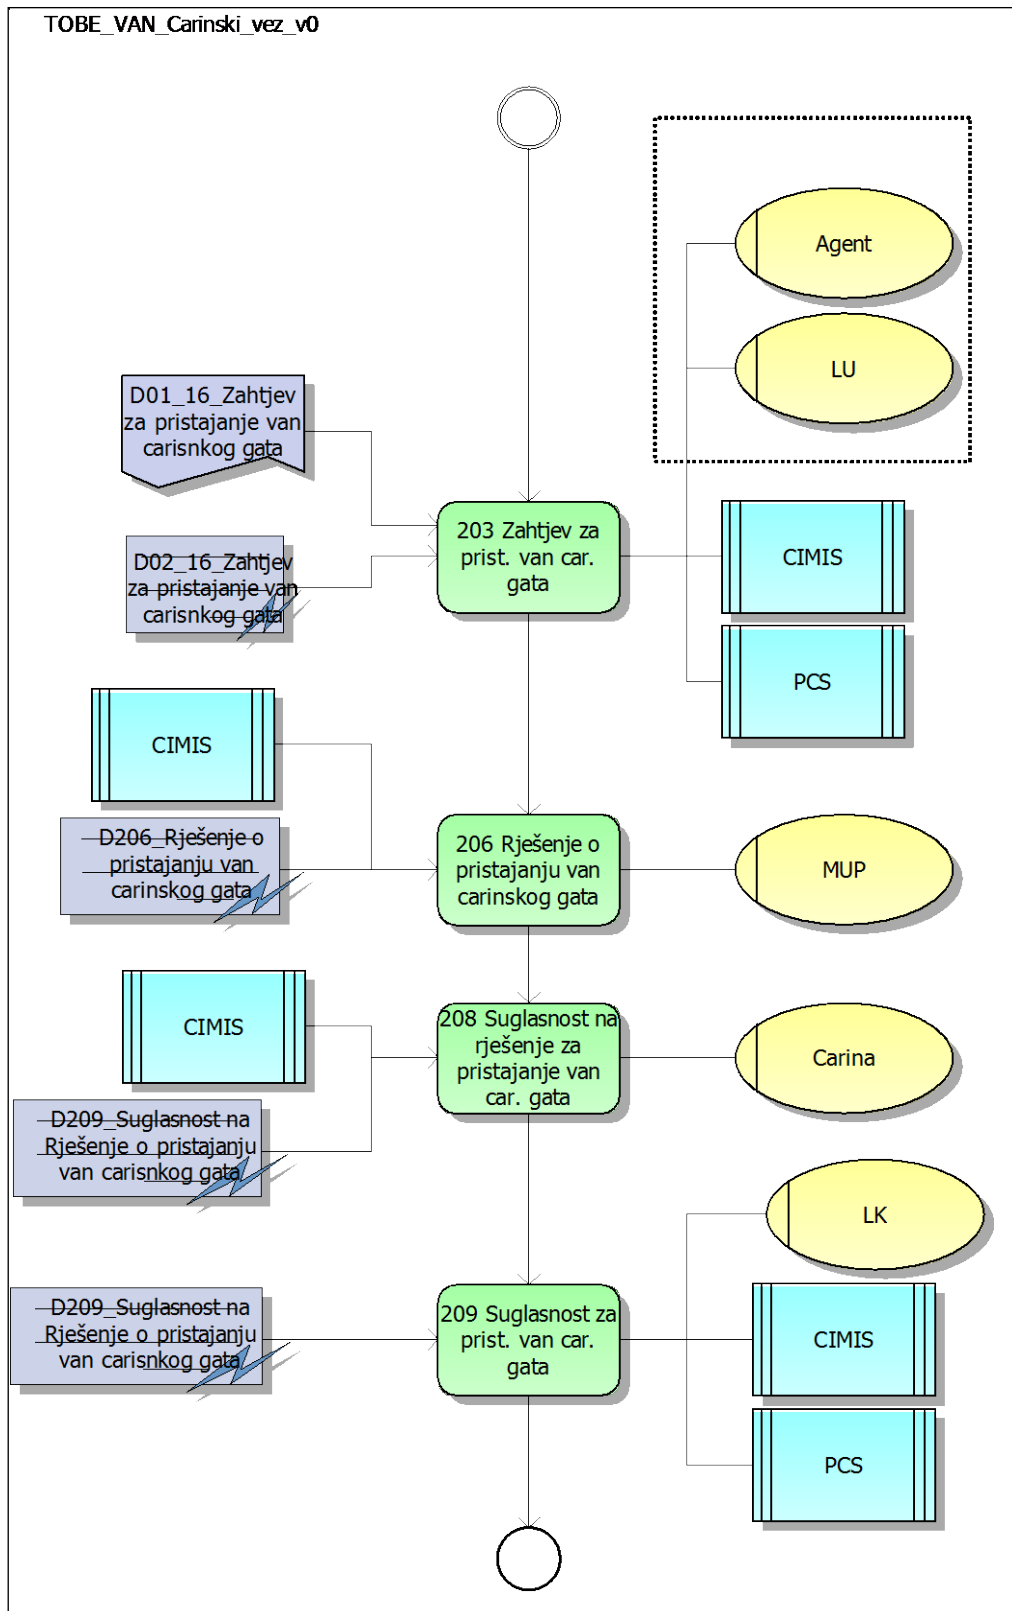 TOBE_VAN_Carinski_vez_v0
Agent
LU
D01_16_Zahtjev
za pristajanje van
carisnkog gata
203 Zahtjev za
prist. van car.
gata
CIMIS
D02_16_Zahtjev
za pristajanje van
carisnkog gata
PCS
CIMIS
D206_Rješenje o
pristajanju van
carinskog gata
206 Rješenje o
pristajanju van
carinskog gata
MUP
CIMIS
208 Suglasnost na
rješenje za
pristajanje van
car. gata
Carina
D209_Suglasnost na
Rješenje o pristajanju
van carisnkog gata
LK
D209_Suglasnost na
Rješenje o pristajanju
van carisnkog gata
209 Suglasnost za
prist. van car.
gata
CIMIS
PCS